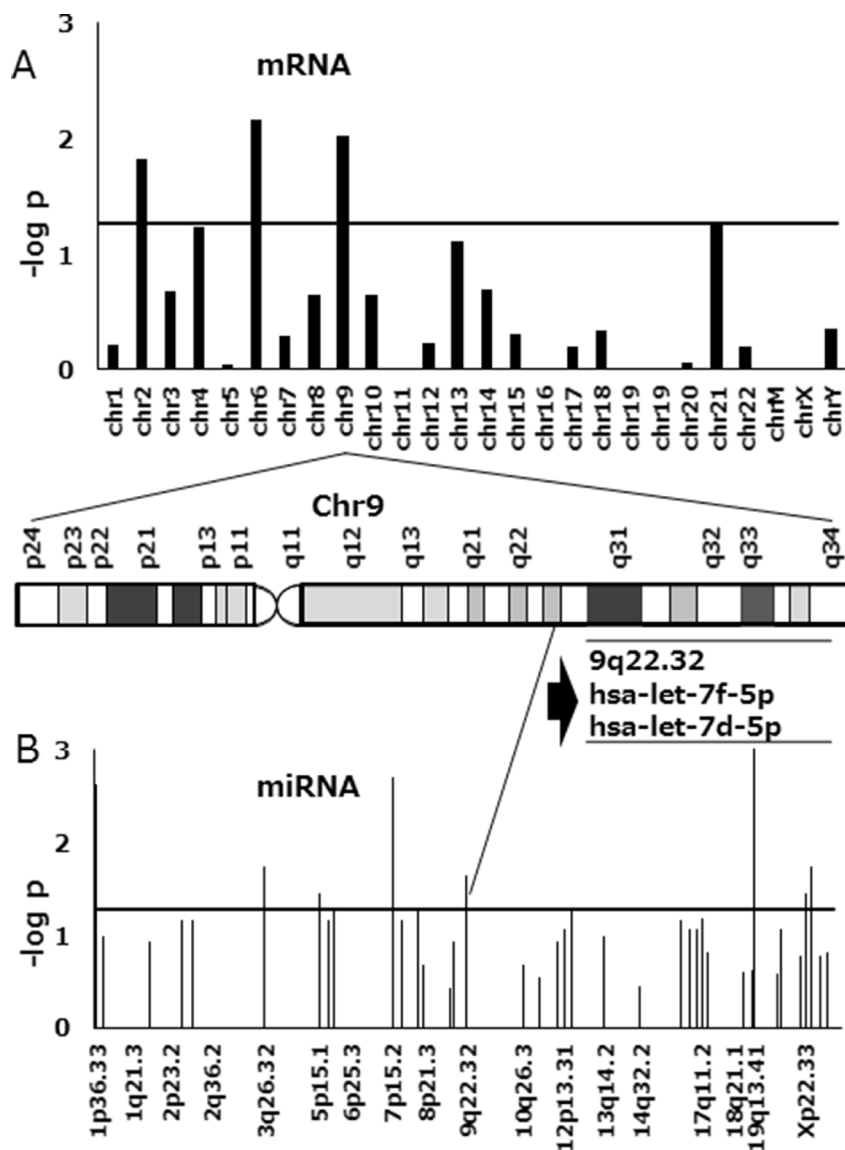 A
mRNA
3
2
1
0
-log p
chr1
chr2
chr3
chr4
chr5
chr6
chr7
chr8
chr9
chr10
chr11
chr12
chr13
chr14
chr15
chr16
chr17
chr18
chr19
chr19
chr20
chr21
chr22
chrM
chrX
chrY
Chr9
p24
p23
p22
p21
p13
p11
q11
q12
q13
q21
q22
q31
q32
q33
q34
9q22.32
hsa-let-7f-5p
hsa-let-7d-5p
B
miRNA
3
2
1
0
-log p
1p36.33
1q21.3
2p23.2
2q36.2
3q26.32
5p15.1
6p25.3
7p15.2
8p21.3
9q22.32
10q26.3
12p13.31
13q14.2
14q32.2
17q11.2
18q21.1
19q13.41
Xp22.33